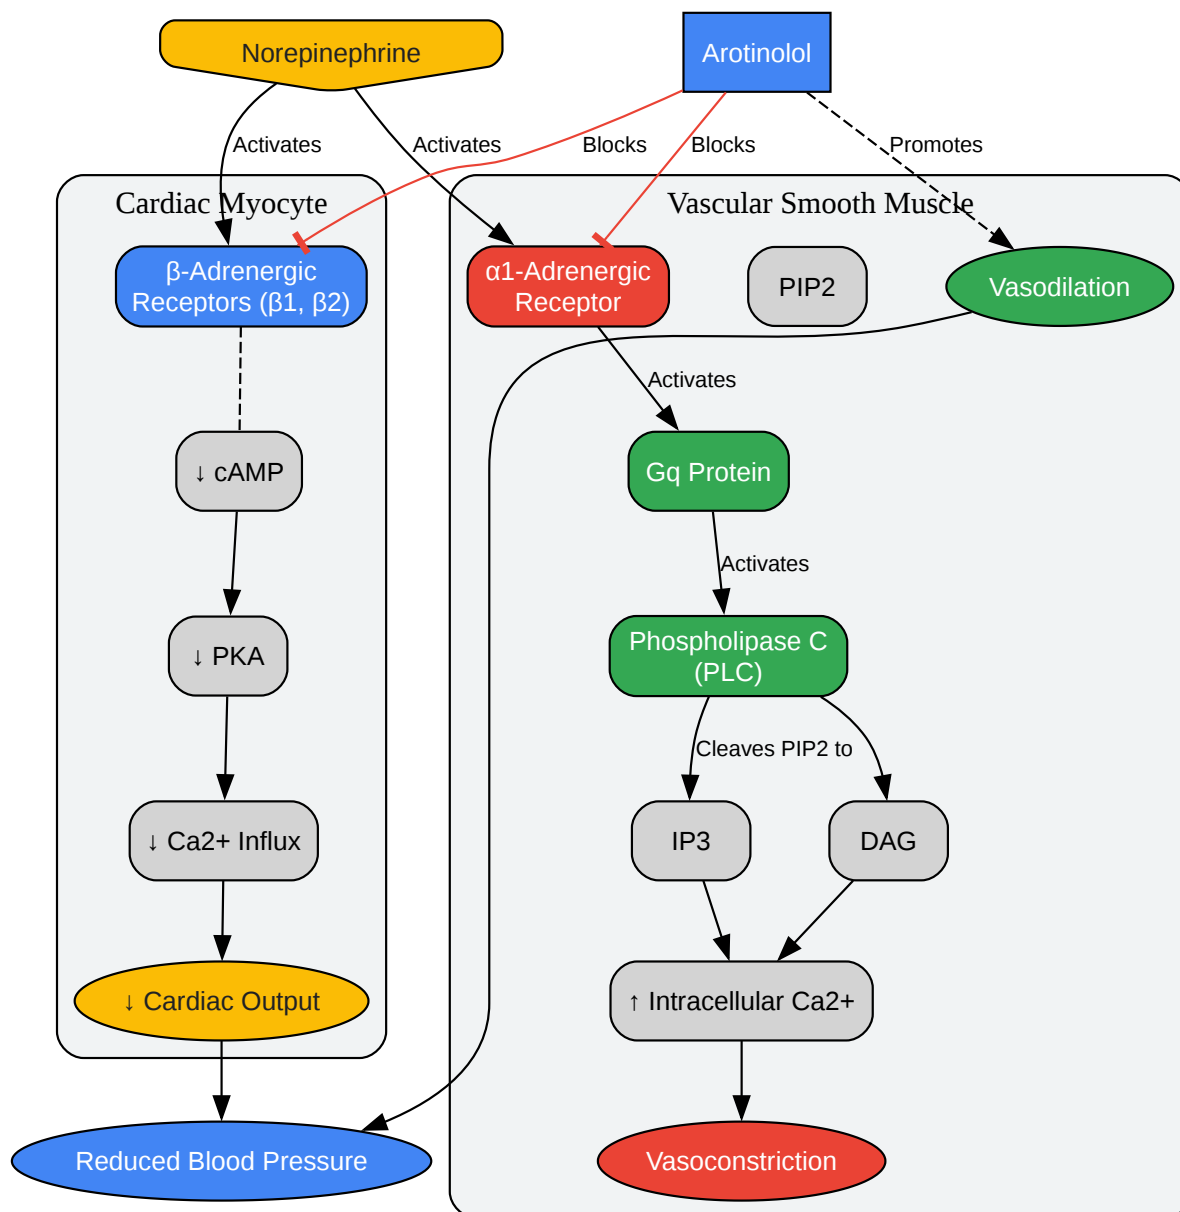 Norepinephrine
Arotinolol
Activates
Activates
Blocks
Blocks
Promotes
Cardiac Myocyte
Vascular Smooth Muscle
β-Adrenergic
Receptors (β1, β2)
α1-Adrenergic
Receptor
PIP2
Vasodilation
Activates
↓ cAMP
Gq Protein
Activates
↓ PKA
Phospholipase C
(PLC)
Cleaves PIP2 to
↓ Ca2+ Influx
IP3
DAG
↓ Cardiac Output
↑ Intracellular Ca2+
Reduced Blood Pressure
Vasoconstriction